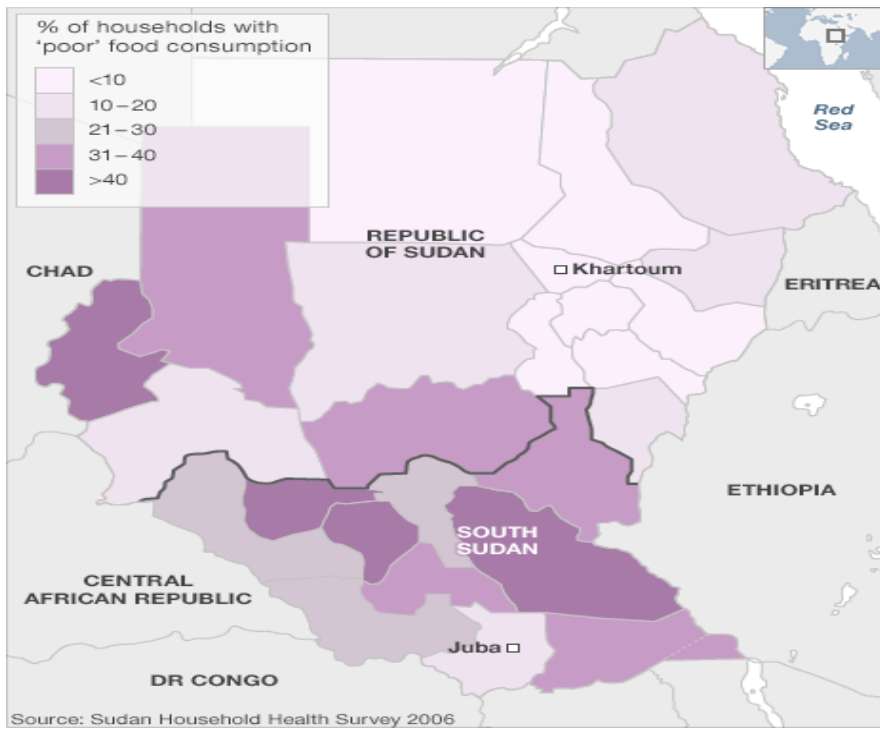 % of households with
‘poor’ food consumption
<10
10–20
21–30
31–40
>40
Red
Sea
REPUBLIC
OF SUDAN
Khartoum
CHAD
ERITREA
ETHIOPIA
SOUTH
SUDAN
CENTRAL
AFRICAN REPUBLIC
Juba
DR CONGO
Source: Sudan Household Health Survey 2006